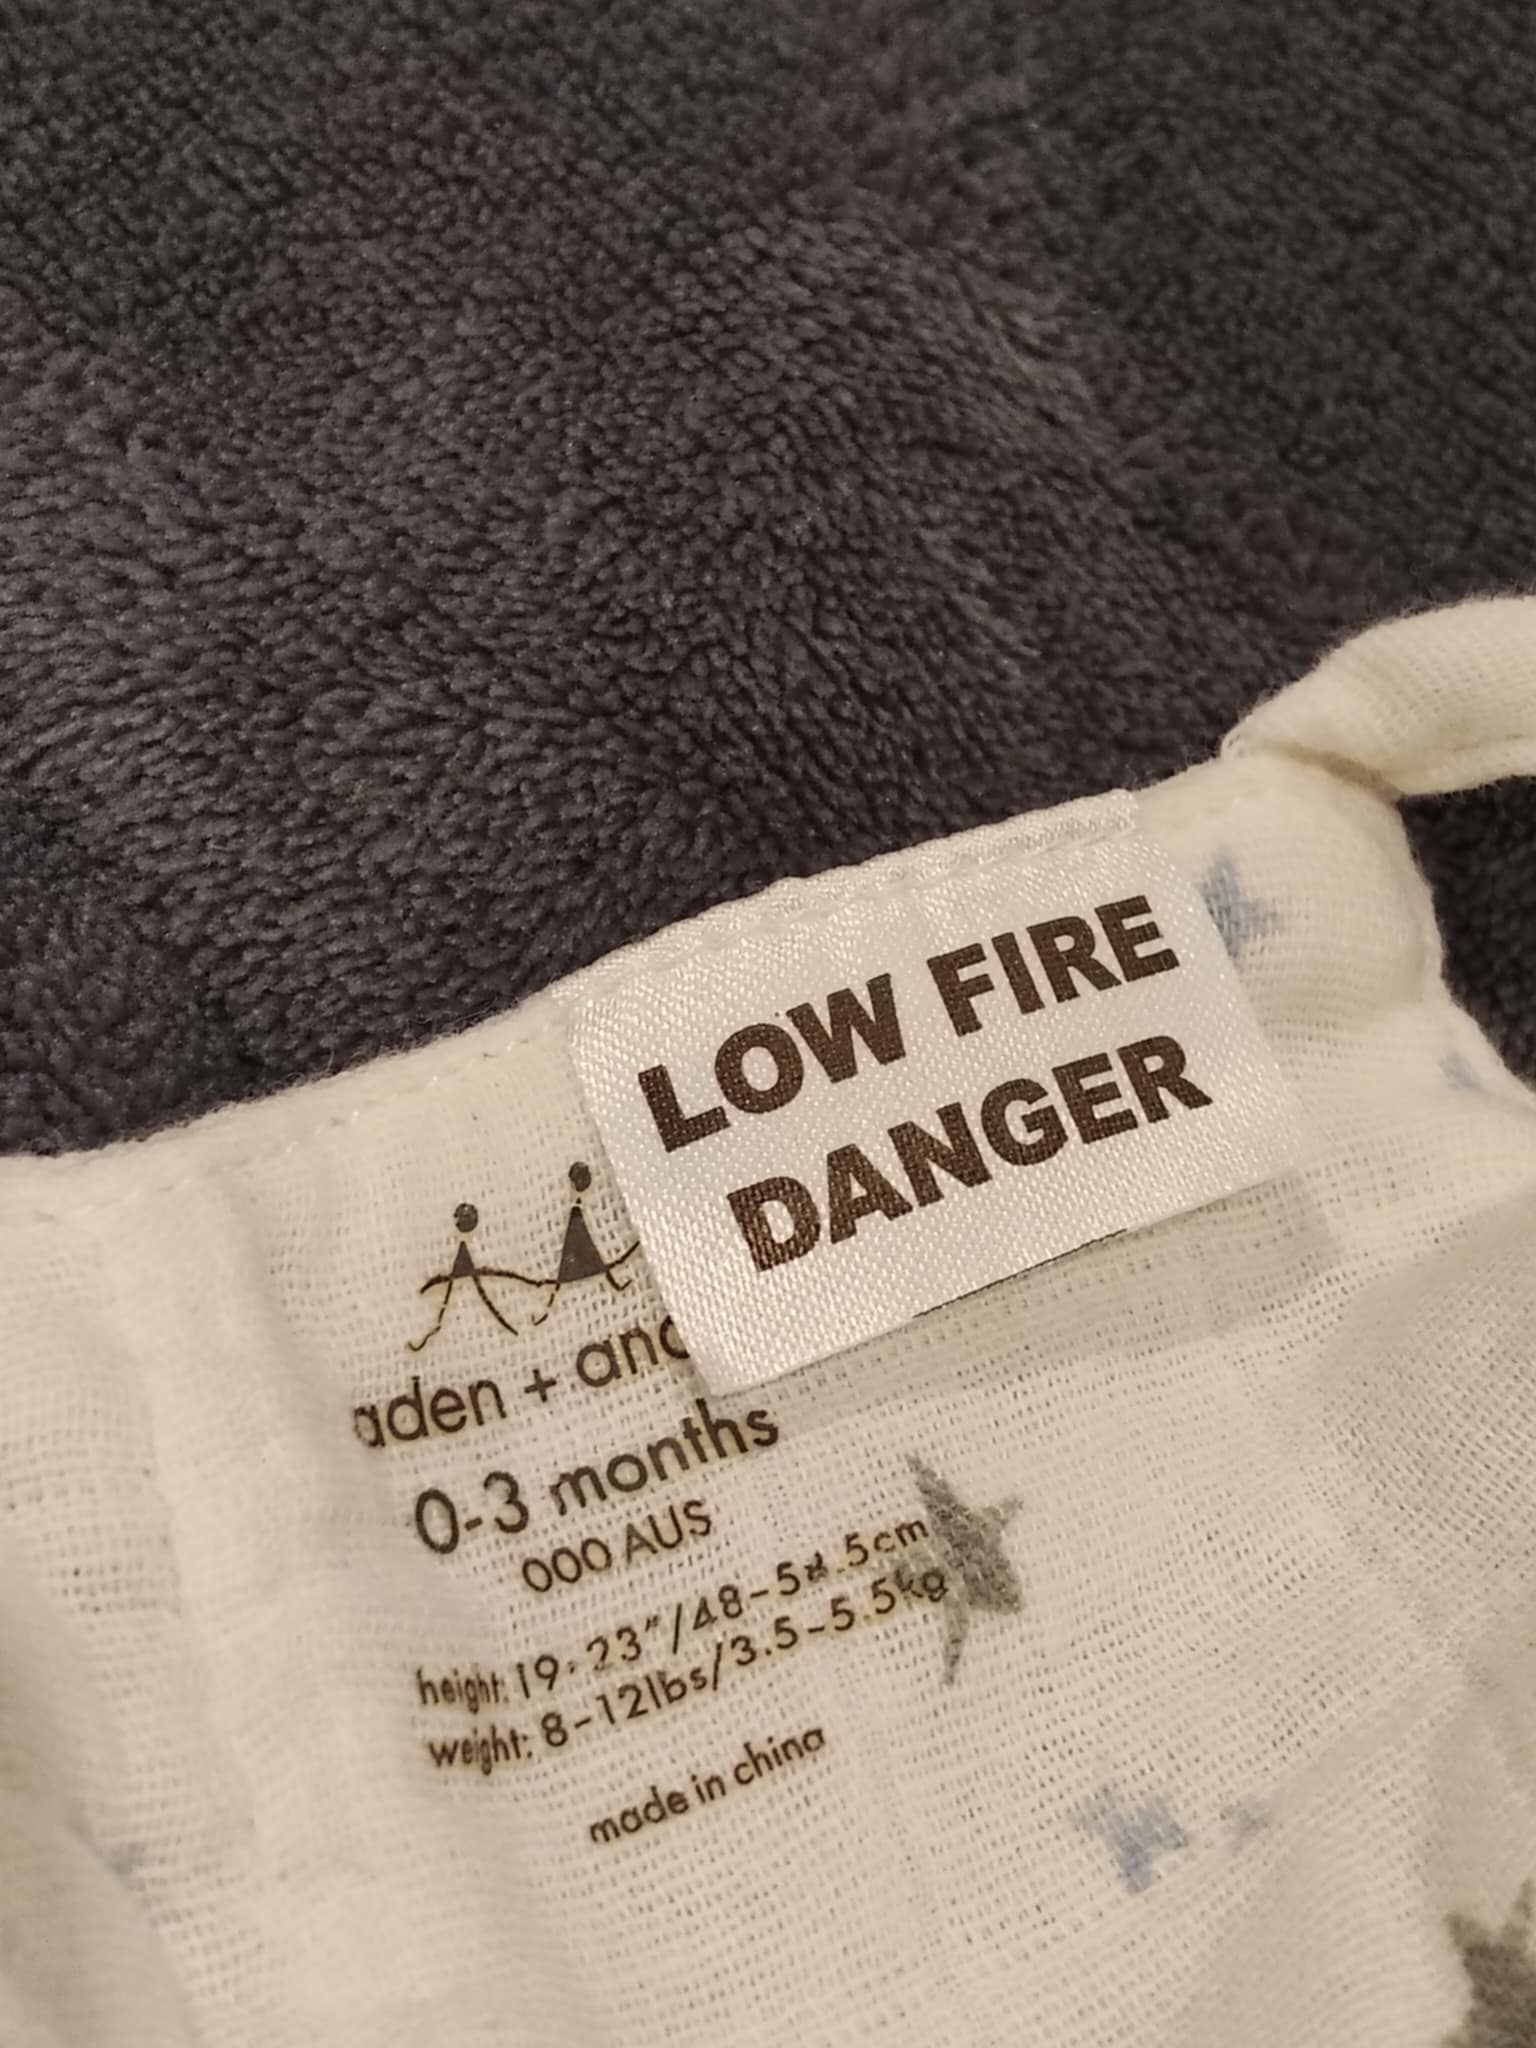 LOW FIRE
DANGER
aden + ana
0-3 months
000 AUS
height: 19-23"/48-58.5cm
weight: 8-12lbs/3.5-5.5kg
made in china